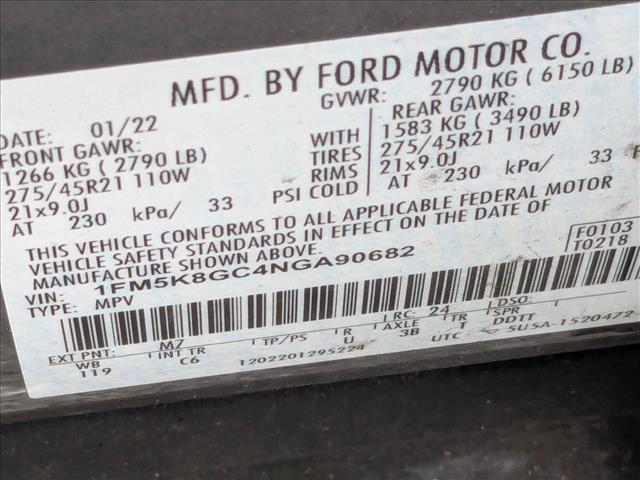 MFD. BY FORD MOTOR CO.
DATE: 01/22 GVWR: 2790 KG ( 6150 LB)
FRONT GAWR: REAR GAWR:
1266 KG ( 2790 LB) WITH 1583 KG ( 3490 LB)
275/45R21 110W TIRES 275/45R21 110W
21x9.0J RIMS 21x9.0J
AT 230 kPa/ 33 PSI COLD AT 230 kPa/ 33
THIS VEHICLE CONFORMS TO ALL APPLICABLE FEDERAL MOTOR
VEHICLE SAFETY STANDARDS IN EFFECT ON THE DATE OF
MANUFACTURE SHOWN ABOVE. F0103
VIN: 1FM5K8GC4NGA90682 T0218
TYPE: MPV
EXT PNT: M7 RC: 24 DSO:
WB INT TR TP/PS R AXLE TR SPR
119 C6 U 3B T DDTT
1202201295224 UTC 5U5A-1520472-